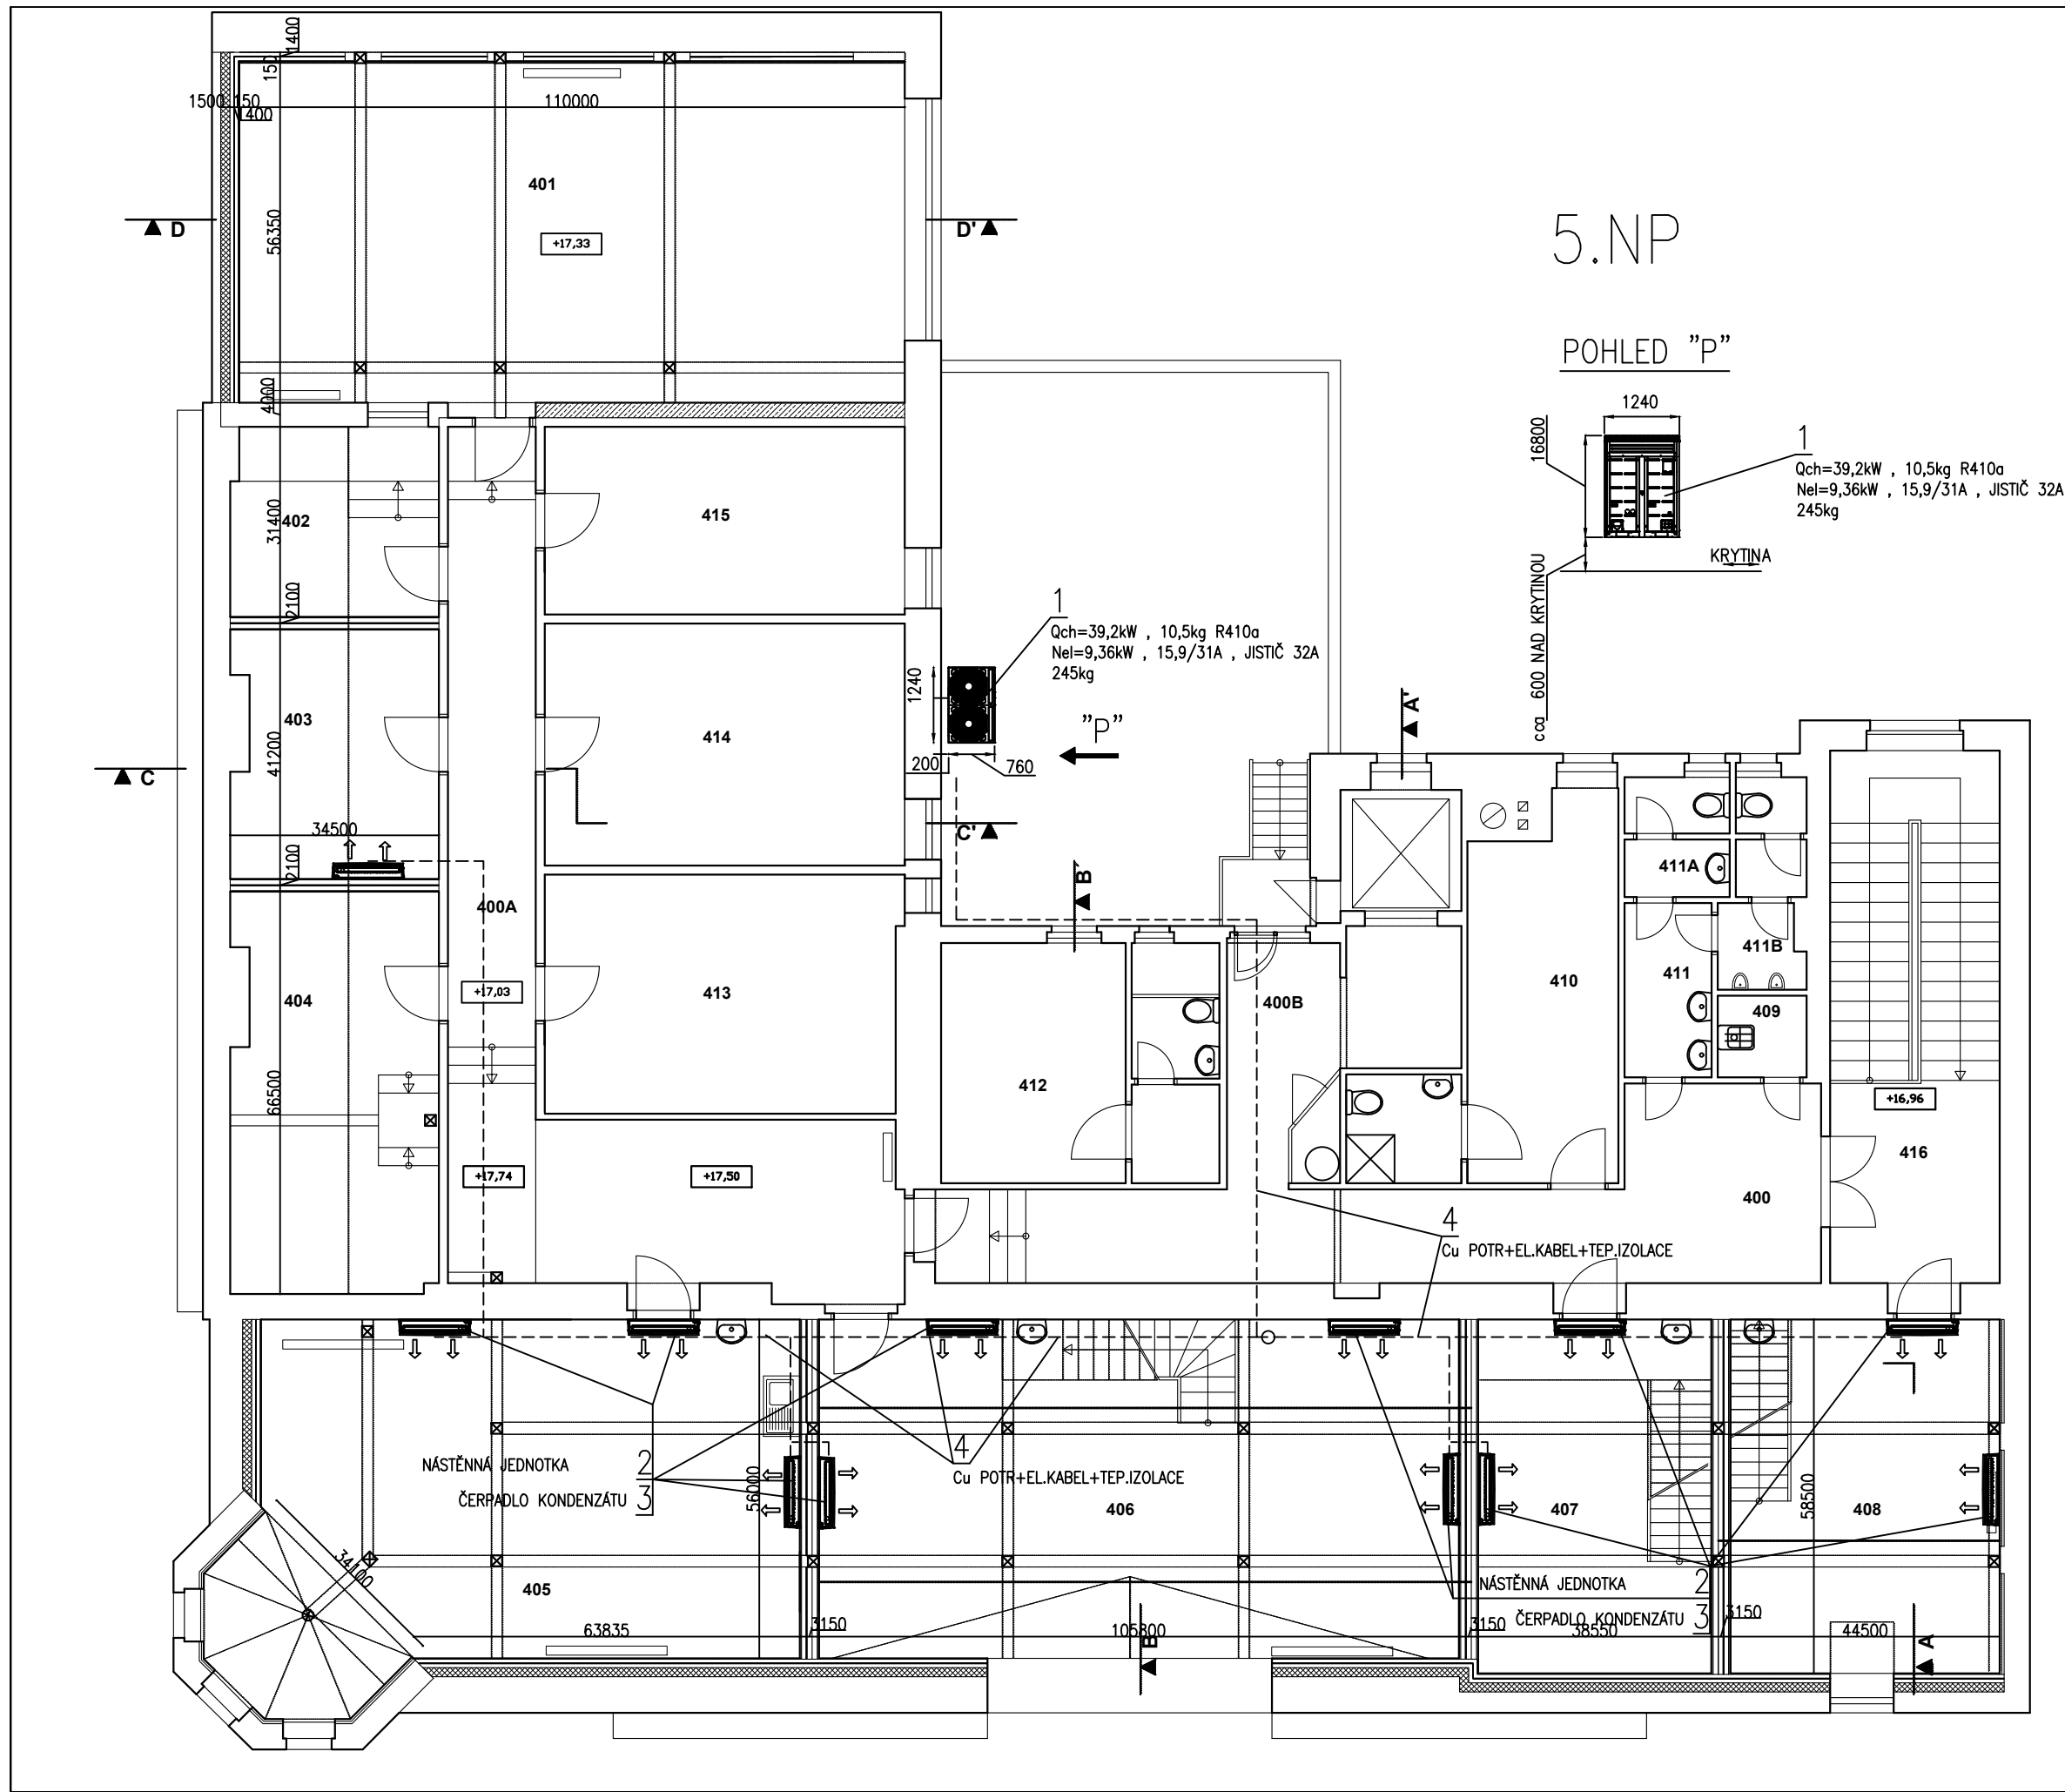 1400
150
1500 150
1400
110000
401
D
D'
56350
+17,33
5.NP
POHLED "P"
1240
16800
1
Qch=39,2kW , 10,5kg R410a
Nel=9,36kW , 15,9/31A , JISTIČ 32A
245kg
KRYTINA
cca 600 NAD KRYTINOU
4000
402
31400
415
2100
1
Qch=39,2kW , 10,5kg R410a
Nel=9,36kW , 15,9/31A , JISTIČ 32A
245kg
1240
"P"
200
760
A'
403
414
41200
C
C'
34500
2100
B'
400A
411A
411B
404
+17,03
413
400B
410
411
409
412
66500
+16,96
+17,74
+17,50
416
400
4
Cu POTR+EL.KABEL+TEP.IZOLACE
NÁSTĚNNÁ JEDNOTKA 2
ČERPADLO KONDENZÁTU 3
56000
4
Cu POTR+EL.KABEL+TEP.IZOLACE
406
407
58500
408
3400
405
NÁSTĚNNÁ JEDNOTKA 2
ČERPADLO KONDENZÁTU 3
63835
3150
105800
3150
38550
3150
44500
B
A